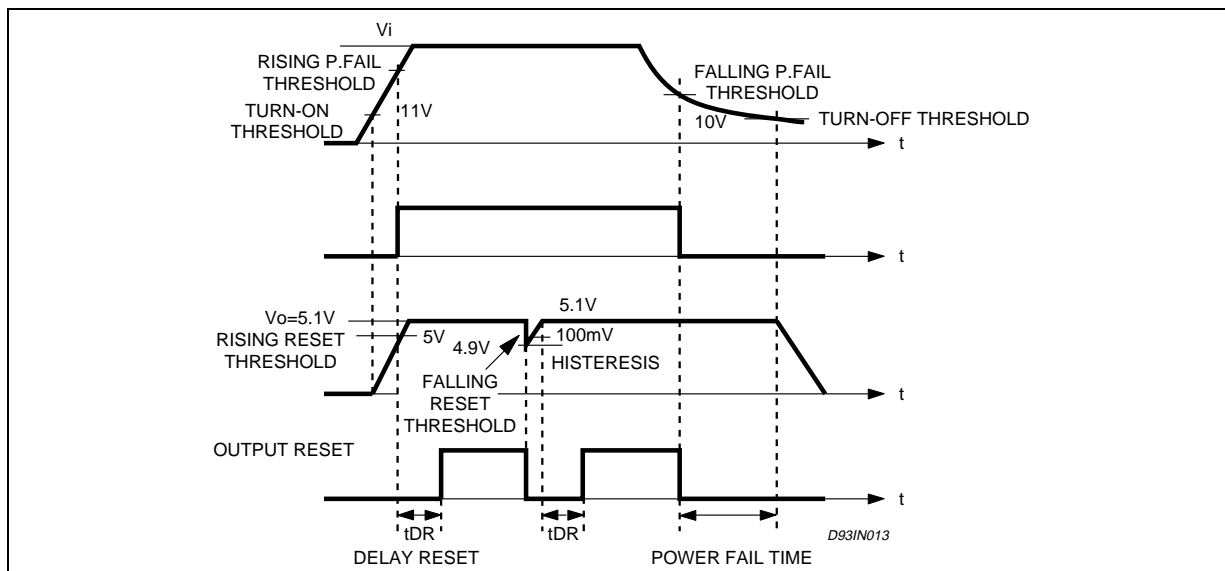 Vi
RISING P.FAIL
THRESHOLD
TURN-ON
THRESHOLD
11V
FALLING P.FAIL
THRESHOLD
10V
TURN-OFF THRESHOLD
t
t
Vo=5.1V
RISING RESET
THRESHOLD
5V
4.9V
5.1V
100mV
HISTERESIS
FALLING
RESET
THRESHOLD
t
OUTPUT RESET
t
tDR
DELAY RESET
tDR
POWER FAIL TIME
D93IN013